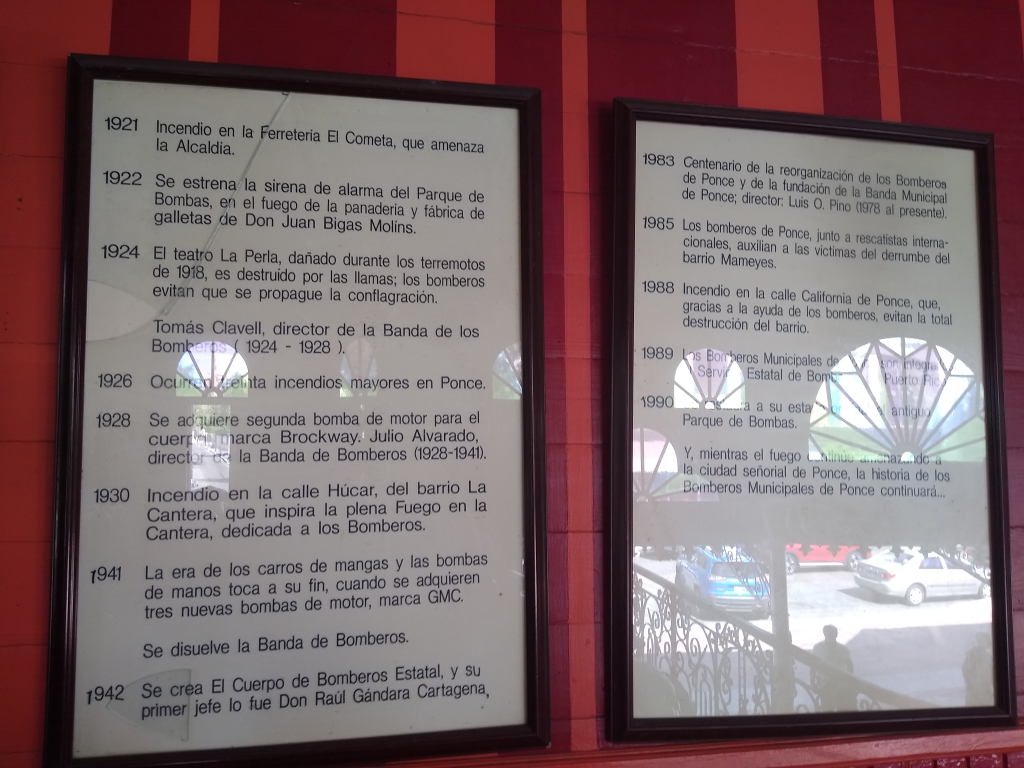 1921 Incendio en la Ferretería El Cometa, que amenaza
la Alcaldía.
1922 Se estrena la sirena de alarma del Parque de
Bombas, en el fuego de la panadería y fábrica de
galletas de Don Juan Bigas Molins.
1924 El teatro La Perla, dañado durante los terremotos
de 1918, es destruído por las llamas; los bomberos
evitan que se propague la conflagración.
Tomás Clavell, director de la Banda de los
Bomberos ( 1924 - 1928 ).
1926 Ocurren treinta incendios mayores en Ponce.
1928 Se adquiere segunda bomba de motor para el
cuerpo, marca Brockway. Julio Alvarado,
director de la Banda de Bomberos (1928-1941).
1930 Incendio en la calle Húcar, del barrio La
Cantera, que inspira la plena Fuego en la
Cantera, dedicada a los Bomberos.
1941 La era de los carros de mangas y las bombas
de manos toca a su fin, cuando se adquieren
tres nuevas bombas de motor, marca GMC.
Se disuelve la Banda de Bomberos.
1942 Se crea El Cuerpo de Bomberos Estatal, y su
primer jefe lo fue Don Raúl Gándara Cartagena,
1983 Centenario de la reorganización de los Bomberos
de Ponce y de la fundación de la Banda Municipal
de Ponce; director: Luis O. Pino (1978 al presente).
1985 Los bomberos de Ponce, junto a rescatistas interna-
cionales, auxilian a las víctimas del derrumbe del
barrio Mameyes.
1988 Incendio en la calle California de Ponce, que,
gracias a la ayuda de los bomberos, evitan la total
destrucción del barrio.
1989 Los Bomberos Municipales de son
Servicio Estatal de Bomberos Puerto Rico
1990 a su antiguo
Parque de Bombas.
Y, mientras el fuego continúe amenazando a
la ciudad señorial de Ponce, la historia de los
Bomberos Municipales de Ponce continuará...